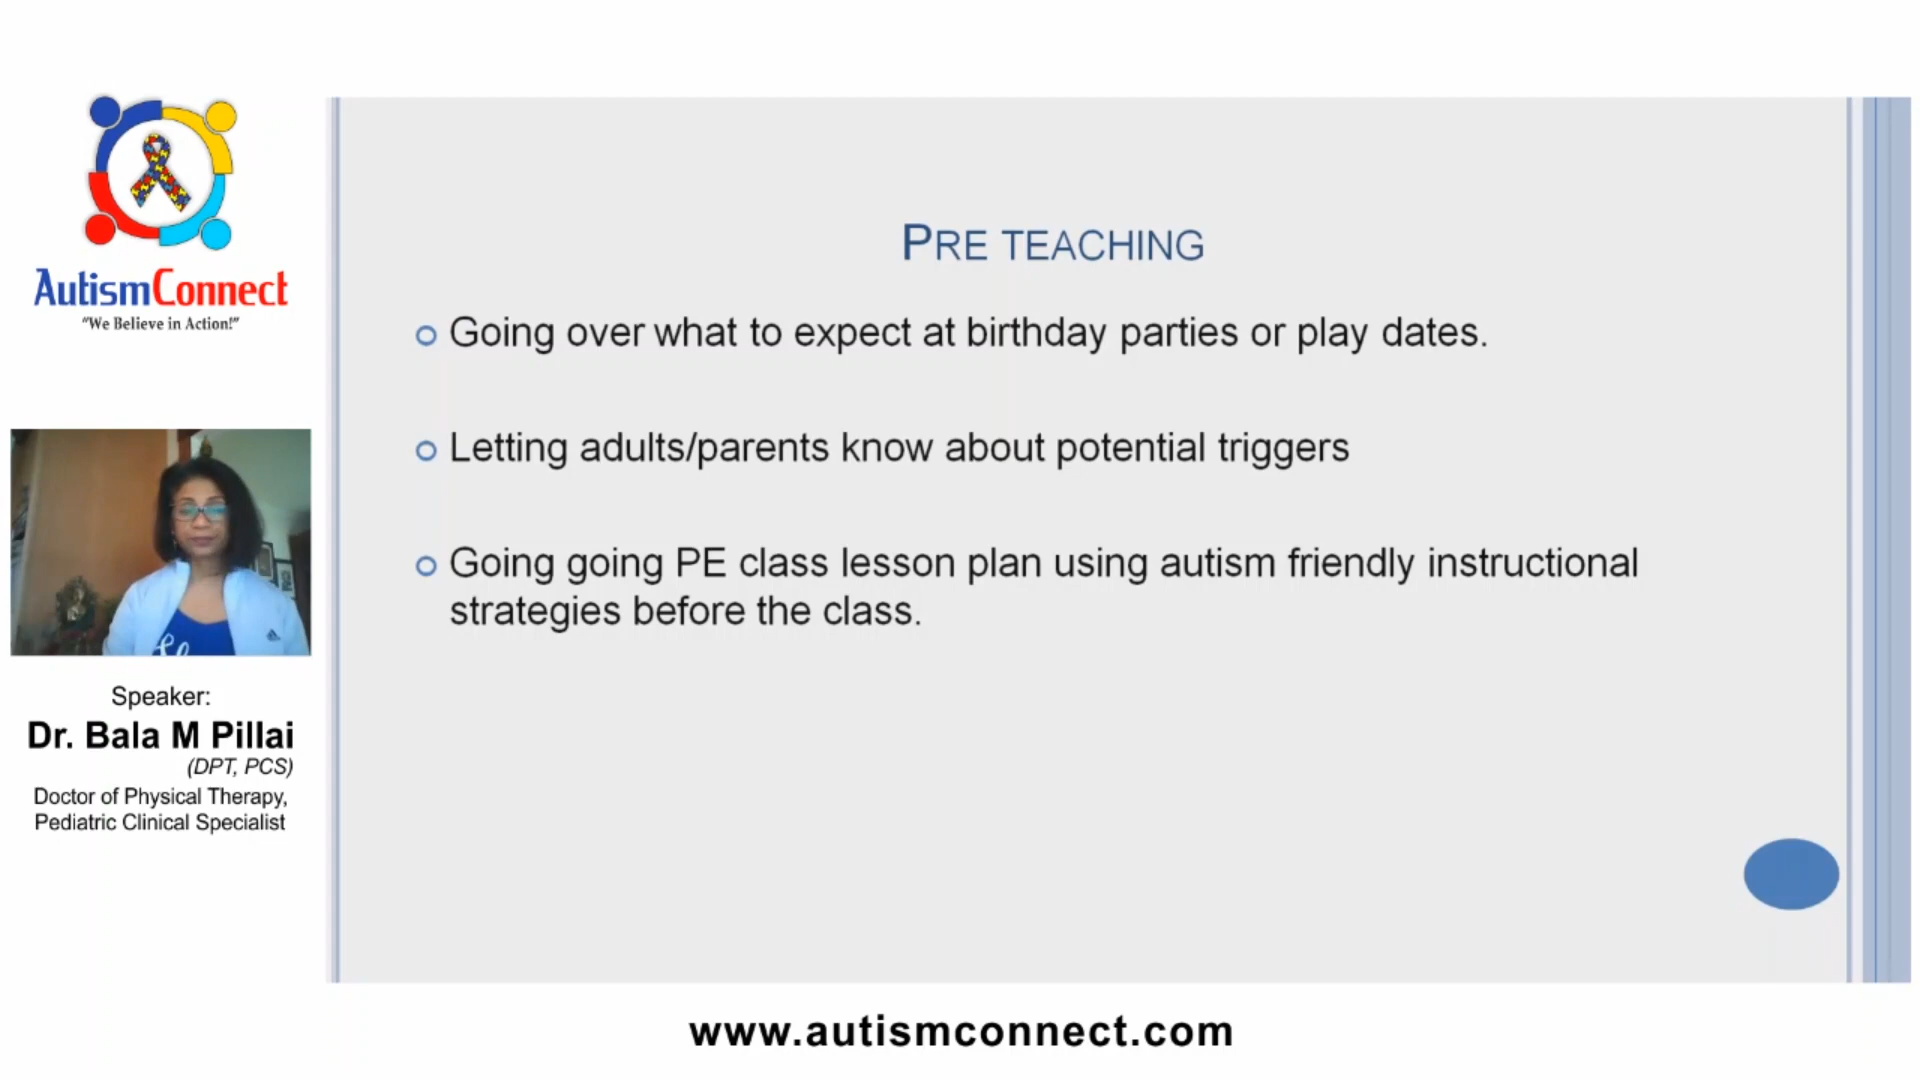 AutismConnect
"We Believe in Action!"
PRE TEACHING
Going over what to expect at birthday parties or play dates.
Letting adults/parents know about potential triggers
Going going PE class lesson plan using autism friendly instructional
strategies before the class.
Speaker:
Dr. Bala M Pillai
(DPT, PCS)
Doctor of Physical Therapy,
Pediatric Clinical Specialist
www.autismconnect.com